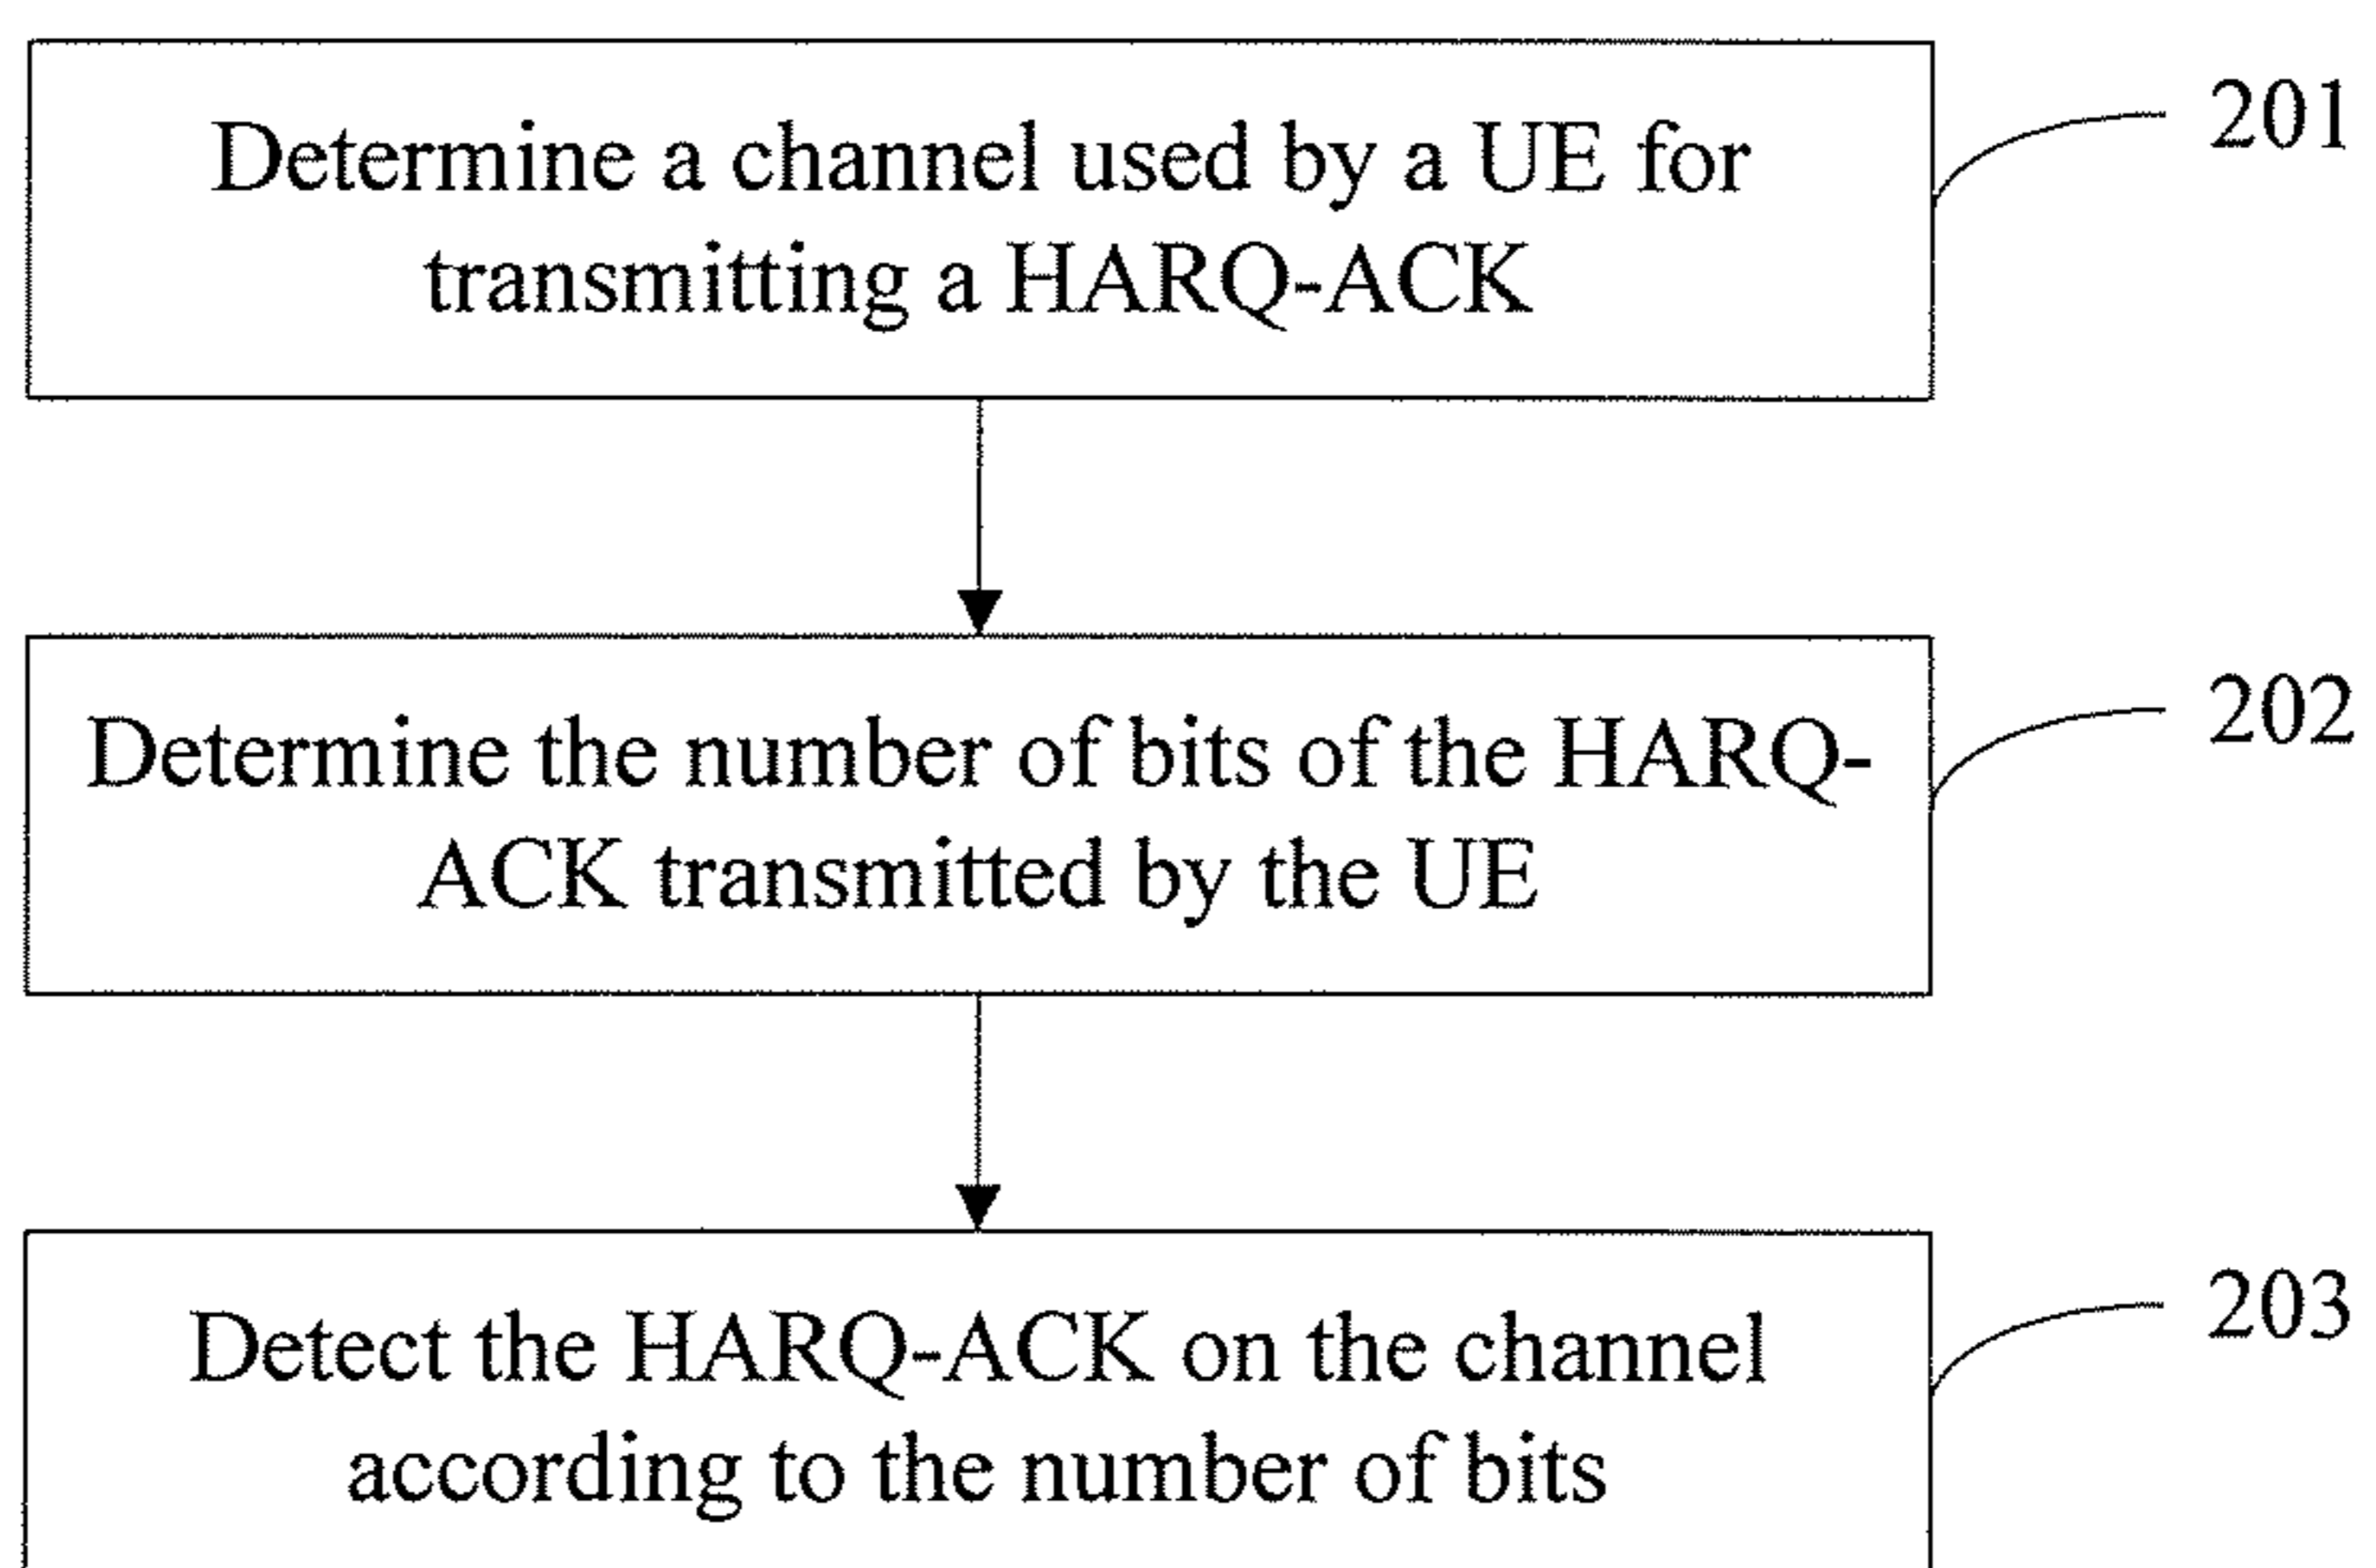 Determine a channel used by a UE for
transmitting a HARQ-ACK
201
Determine the number of bits of the HARQ-
ACK transmitted by the UE
202
Detect the HARQ-ACK on the channel
according to the number of bits
203